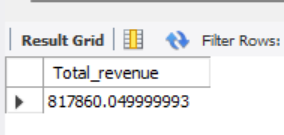 Result Grid Filter Rows:
Total_revenue
817860.049999993